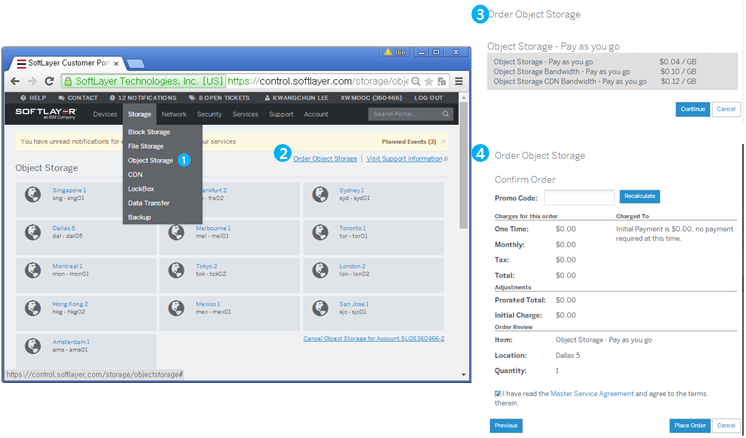 SoftLayer Customer Port
lee
SoftLayer Technologies, Inc. [US]
https://control.softlayer.com/storage/obje
HELP
CONTACT
12 NOTIFICATIONS
8 OPEN TICKETS
KWANGCHUN LEE
XWMOOC (360466)
LOG OUT
SOFTLAYER
an IBM Company
Devices
Storage
Network
Security
Services
Support
Account
Search Portal...
Block Storage
File Storage
Object Storage
1
CDN
LockBox
Data Transfer
Backup
You have unread notifications for
our services
Planned Events (3)
2
Order Object Storage | Visit Support Information
Object Storage
Singapore 1
sng - sng01
ankfurt 2
- fra02
Sydney 1
syd - syd01
Dallas 5
dal - dal05
Melbourne 1
mel - mel01
Toronto 1
tor - tor01
Montreal 1
mon - mon01
Tokyo 2
tok - tok02
London 2
lon - lon02
Hong Kong 2
hkg - hkg02
Mexico 1
mex - mex01
San Jose 1
sjc - sjc01
Amsterdam 1
ams - ams01
Cancel Object Storage for Account SLOS360466-2
https://control.softlayer.com/storage/objectstorage#
3
Order Object Storage
Object Storage - Pay as you go
Object Storage - Pay as you go $0.04 / GB
Object Storage Bandwidth - Pay as you go $0.10 / GB
Object Storage CDN Bandwidth - Pay as you go $0.12 / GB
Continue
Cancel
4
Order Object Storage
Confirm Order
Promo Code:
Recalculate
Charges for this order
Charged To
One Time: $0.00
Initial Payment is $0.00, no payment
required at this time.
Monthly: $0.00
Tax: $0.00
Total: $0.00
Adjustments
Prorated Total: $0.00
Initial Charge: $0.00
Order Review
Item: Object Storage - Pay as you go
Location: Dallas 5
Quantity: 1
I have read the Master Service Agreement and agree to the terms
therein.
Previous
Place Order
Cancel